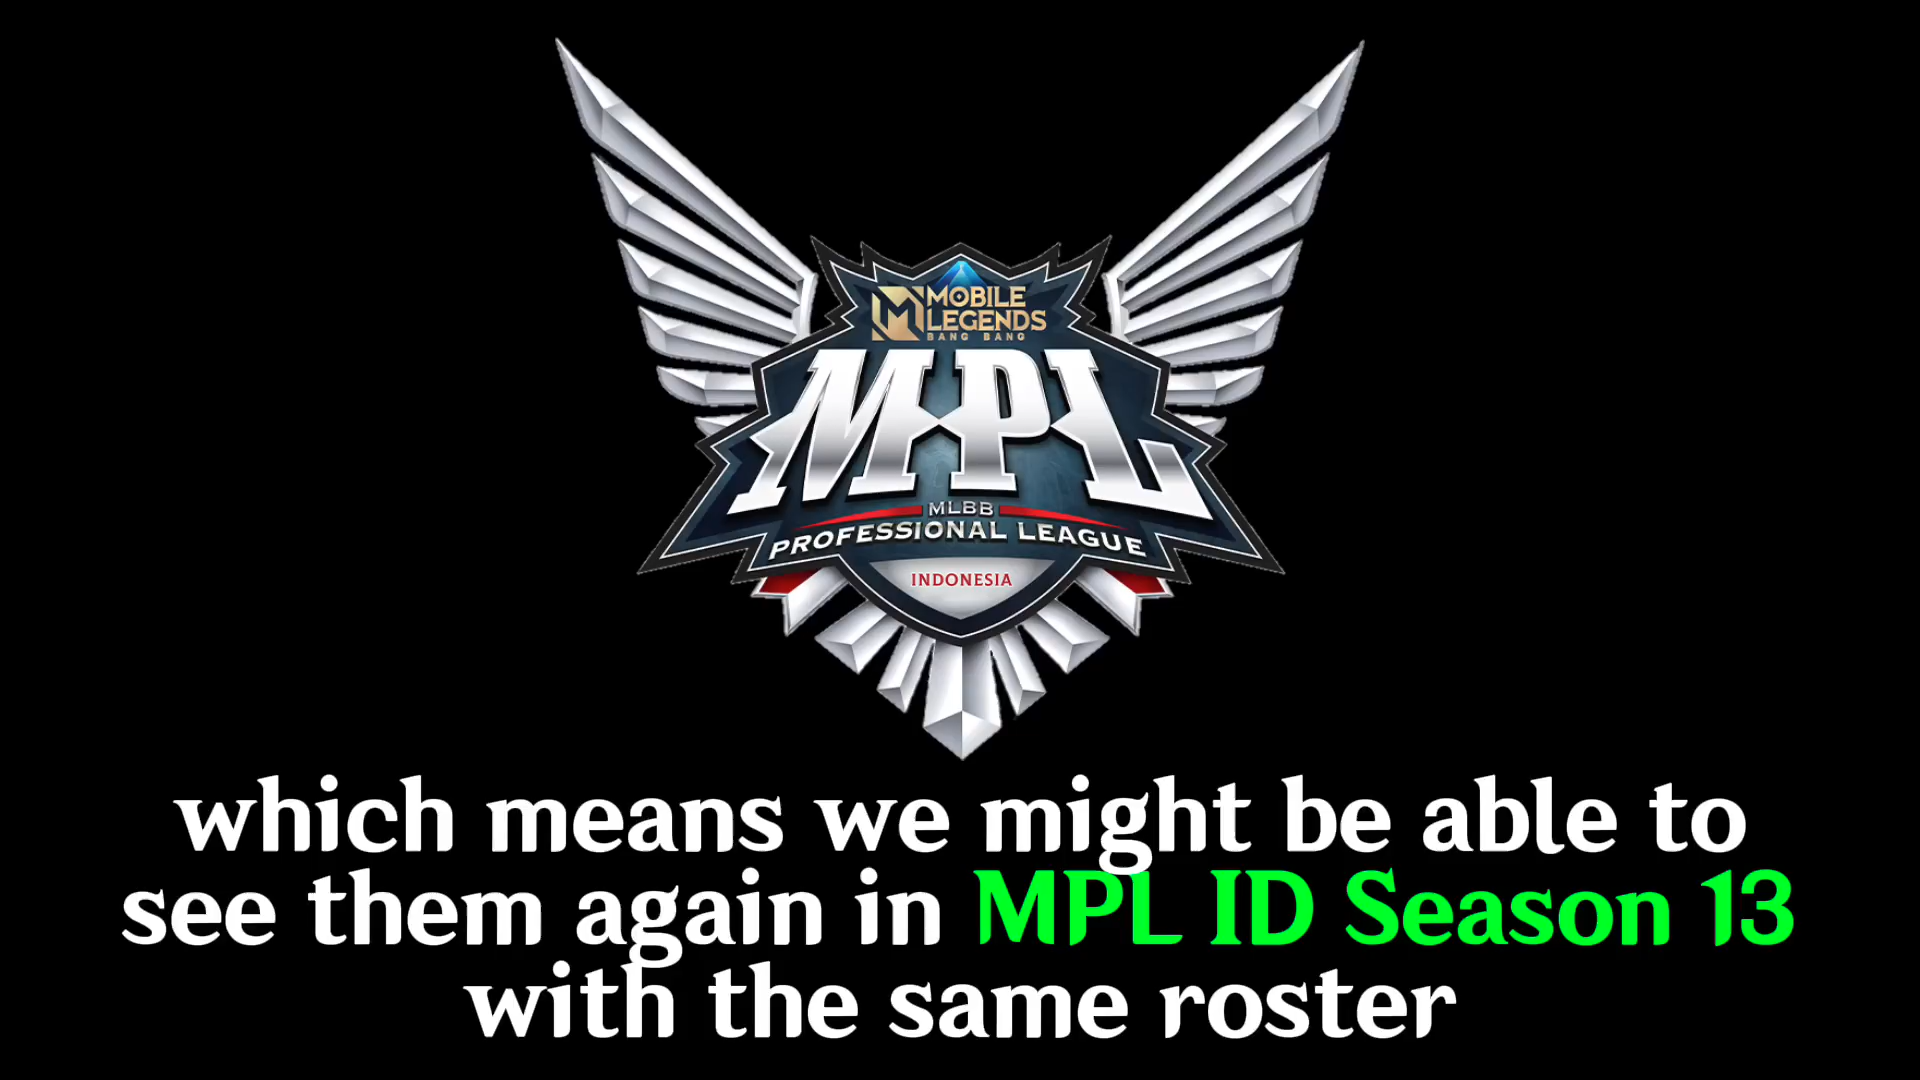 MOBILE
LEGENDS
BANG BANG
MPL
MLBB
PROFESSIONAL LEAGUE
INDONESIA
which means we might be able to
see them again in MPL ID Season 13
with the same roster